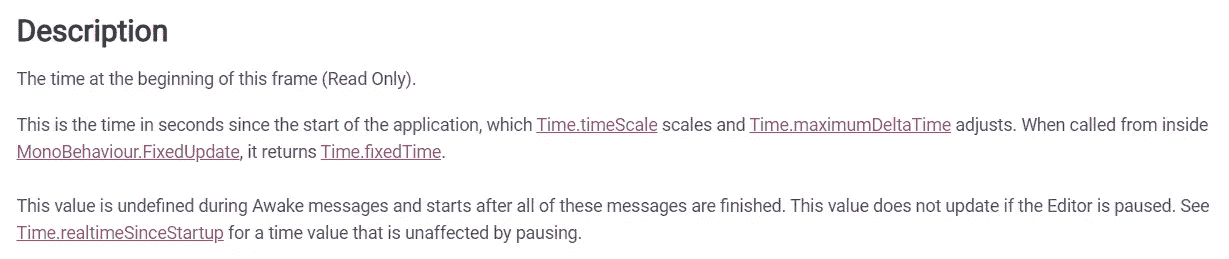 Description
The time at the beginning of this frame (Read Only).
This is the time in seconds since the start of the application, which Time.timeScale scales and Time.maximumDeltaTime adjusts. When called from inside
MonoBehaviour.FixedUpdate, it returns Time.fixedTime.
This value is undefined during Awake messages and starts after all of these messages are finished. This value does not update if the Editor is paused. See
Time.realtimeSinceStartup for a time value that is unaffected by pausing.